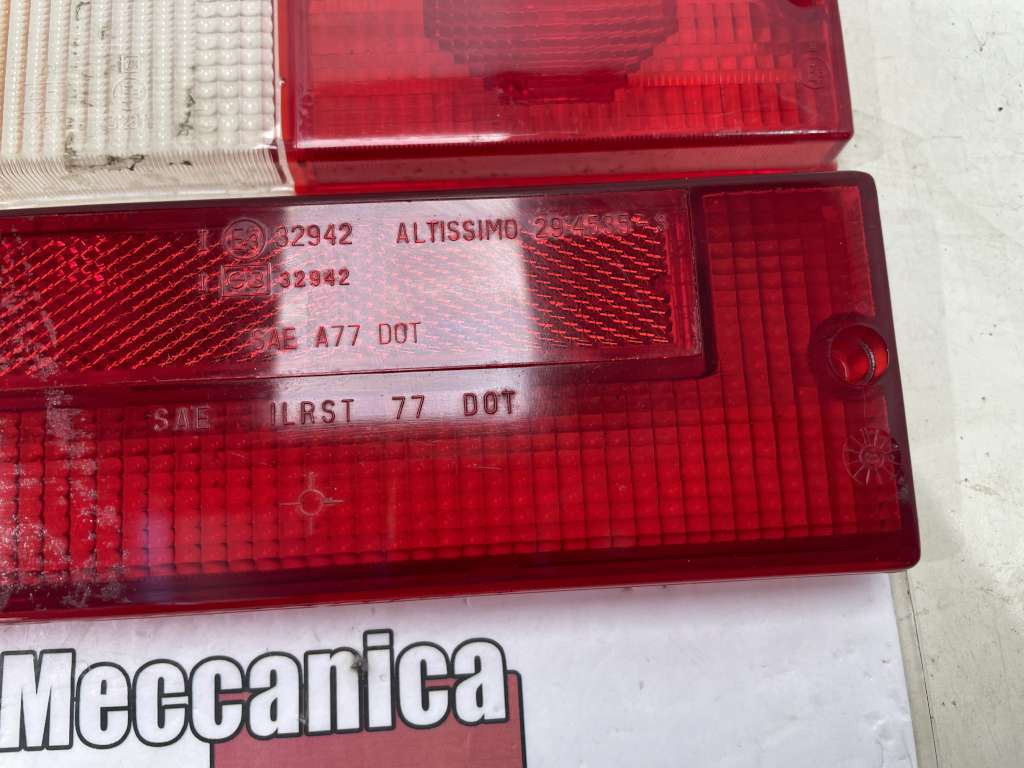 I E3 32942 ALTISSIMO
I E3 32942
SAE A77 DOT
SAE ILRST 77 DOT
Meccanica